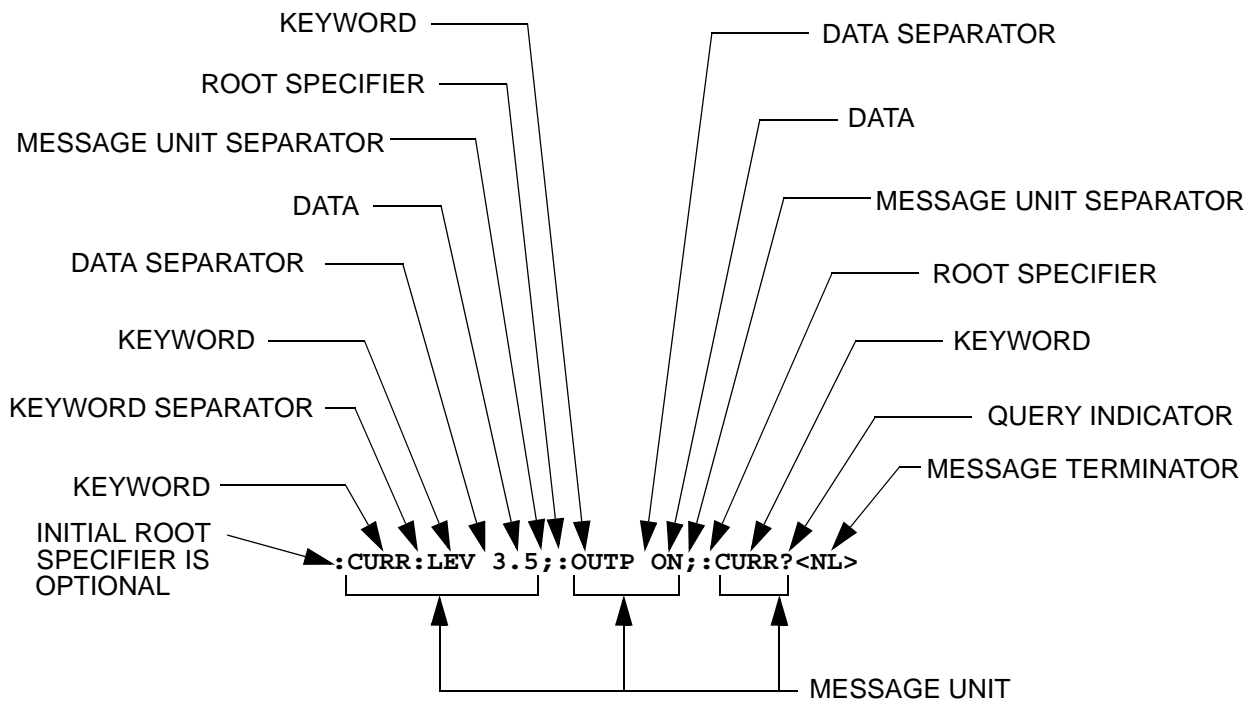 KEYWORD
DATA SEPARATOR
ROOT SPECIFIER
DATA
MESSAGE UNIT SEPARATOR
MESSAGE UNIT SEPARATOR
DATA
DATA SEPARATOR
ROOT SPECIFIER
KEYWORD
KEYWORD
KEYWORD SEPARATOR
QUERY INDICATOR
MESSAGE TERMINATOR
KEYWORD
INITIAL ROOT
SPECIFIER IS
OPTIONAL
:CURR:LEV 3.5;:OUTP ON;:CURR?<NL>
MESSAGE UNIT